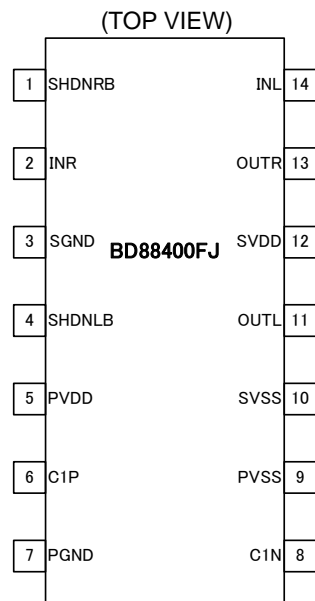 (TOP VIEW)
1 SHDNRB INL 14
2 INR OUTR 13
3 SGND SVDD 12
BD88400FJ
4 SHDNLB OUTL 11
5 PVDD SVSS 10
6 C1P PVSS 9
7 PGND C1N 8